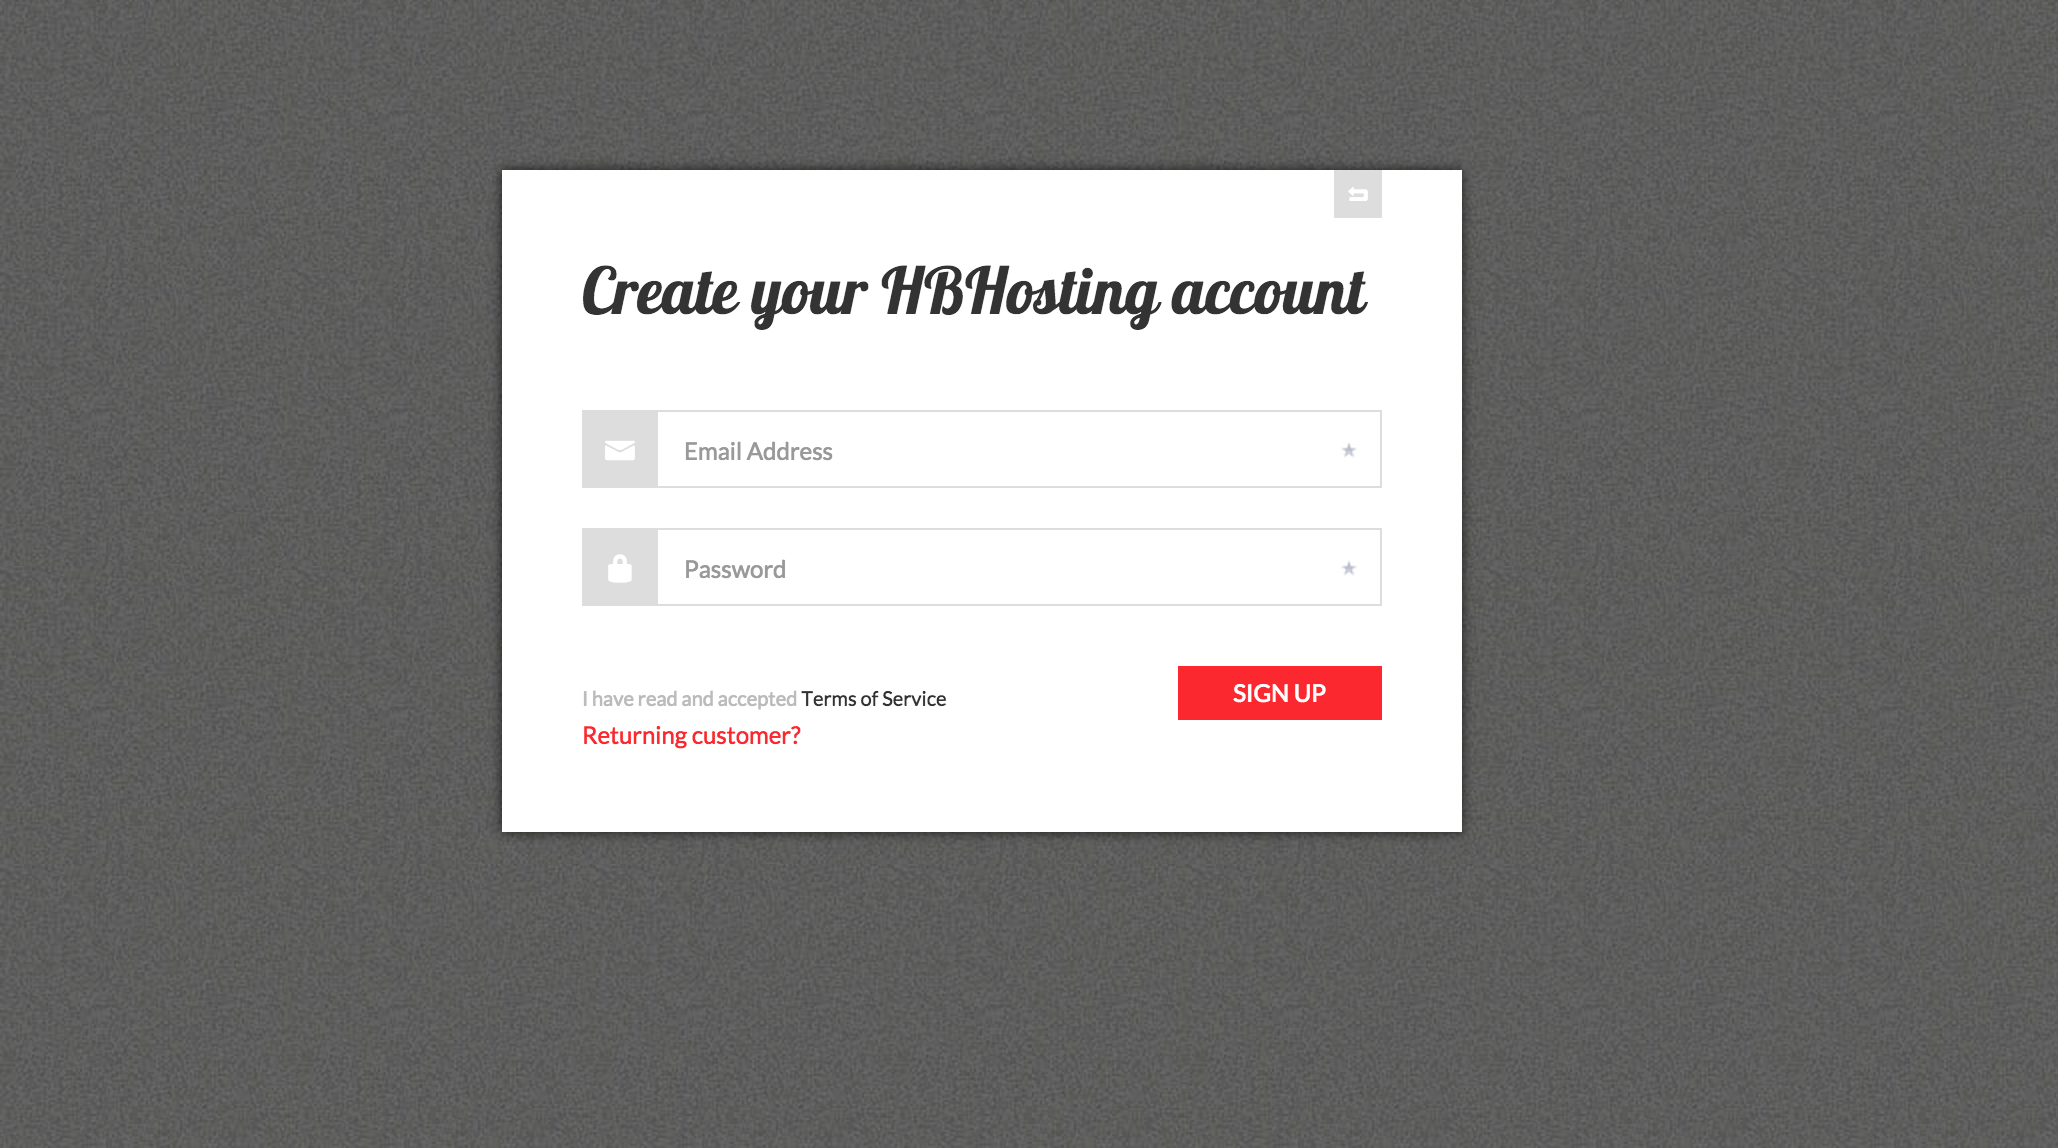 Create your HBHosting account
Email Address
Password
I have read and accepted Terms of Service
SIGN UP
Returning customer?